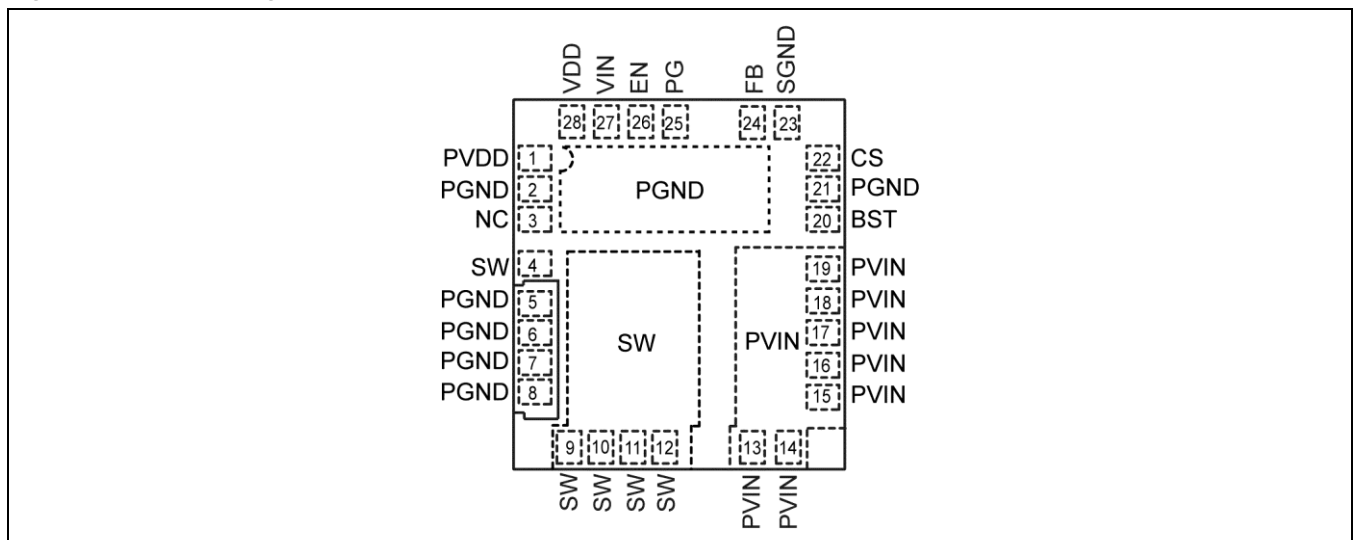 VDD VIN EN PG FB SGND
28 27 26 25 24 23
PVDD 1 22 CS
PGND 2 PGND 21 PGND
NC 3 20 BST
SW 4 19 PVIN
PGND 5 18 PVIN
PGND 6 SW PVIN 17 PVIN
PGND 7 16 PVIN
PGND 8 15 PVIN
9 10 11 12 13 14
SW SW SW SW PVIN PVIN